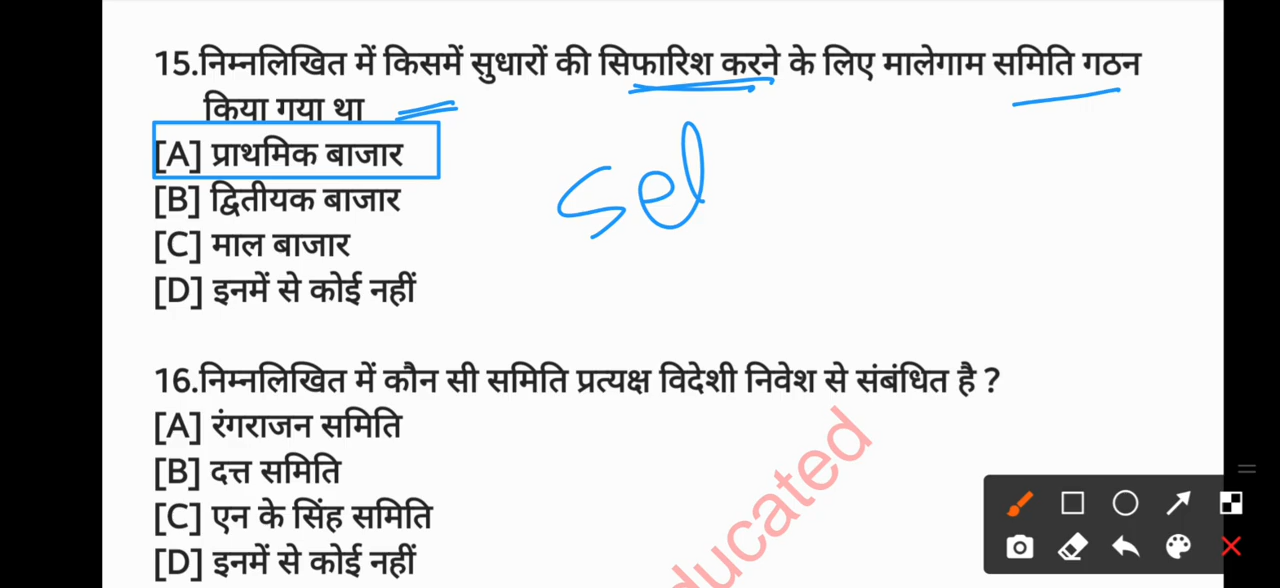 15.निम्नलिखित में किसमें सुधारों की सिफारिश करने के लिए मालेगाम समिति गठन
किया गया था
[A] प्राथमिक बाजार
[B] द्वितीयक बाजार
[C] माल बाजार
[D] इनमें से कोई नहीं
sel
16.निम्नलिखित में कौन सी समिति प्रत्यक्ष विदेशी निवेश से संबंधित है ?
[A] रंगराजन समिति
[B] दत्त समिति
[C] एन के सिंह समिति
[D] इनमें से कोई नहीं
ducated